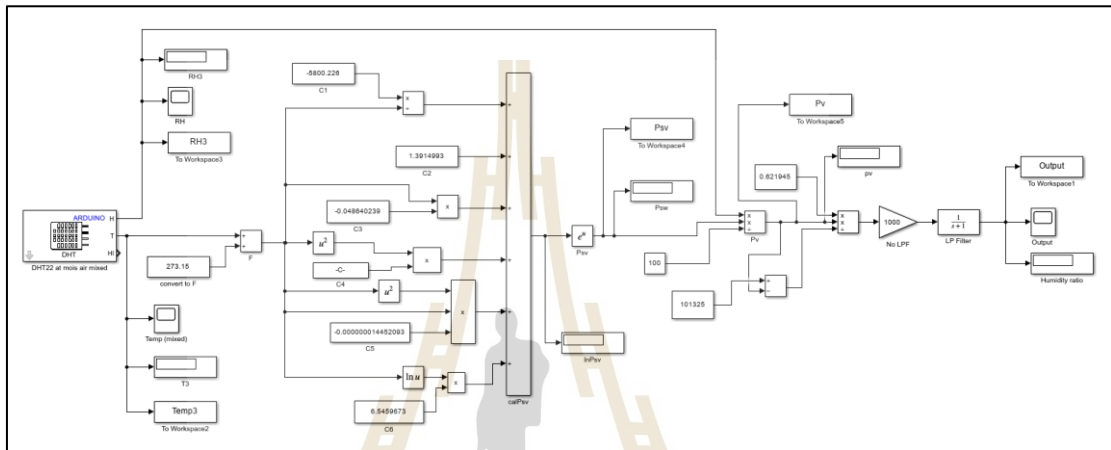 RH3
RH
RH3
To Workspace3
ARDUINO
H
T
HI
DHT
DHT22 at mois air mixed
273.15
convert to F
F
Temp (mixed)
T3
Temp3
To Workspace2
-5800.226
C1
1.3914993
C2
-0.048640239
C3
u²
-C-
C4
u²
-0.000000014452093
C5
ln u
6.5459673
C6
calPsv
eᵘ
Psv
Psv
To Workspace4
Psw
lnPsv
Pv
To Workspace5
100
Pv
0.621945
pv
101325
1000
No LPF
1
s+1
LP Filter
Output
To Workspace1
Output
Humidity ratio